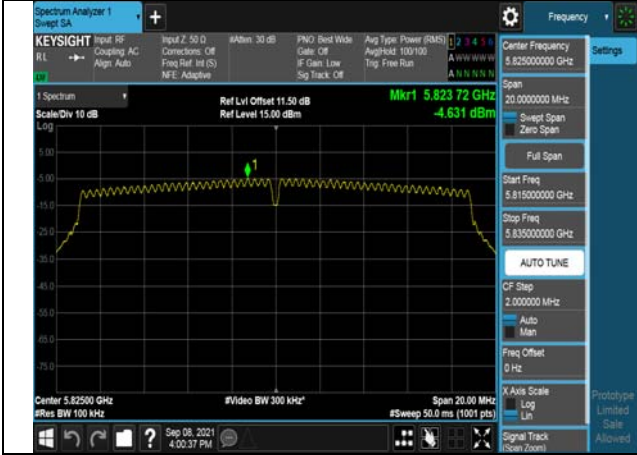 Spectrum Analyzer 1
Swept SA
+
Frequency
KEYSIGHT
RL
Input: RF
Coupling: AC
Align: Auto
Input Z: 50 Ω
Corrections: Off
Freq Ref: Int (S)
NFE: Adaptive
#Atten: 30 dB
PNO: Best Wide
Gate: Off
IF Gain: Low
Sig Track: Off
Avg Type: Power (RMS)
Avg|Hold: 100/100
Trig: Free Run
1 2 3 4 5 6
A W W W W W
A N N N N N
1 Spectrum
Scale/Div 10 dB
Log
Ref Lvl Offset 11.50 dB
Ref Level 15.00 dBm
Mkr1 5.823 72 GHz
-4.631 dBm
1
5.00
-5.00
-15.0
-25.0
-35.0
-45.0
-55.0
-65.0
-75.0
Center 5.82500 GHz
#Res BW 100 kHz
#Video BW 300 kHz*
Span 20.00 MHz
#Sweep 50.0 ms (1001 pts)
Sep 08, 2021
4:00:37 PM
?
Center Frequency
5.825000000 GHz
Span
20.0000000 MHz
Swept Span
Zero Span
Full Span
Start Freq
5.815000000 GHz
Stop Freq
5.835000000 GHz
AUTO TUNE
CF Step
2.000000 MHz
Auto
Man
Freq Offset
0 Hz
X Axis Scale
Log
Lin
Signal Track
(Span Zoom)
Settings
Prototype
Limited
Sale
Allowed